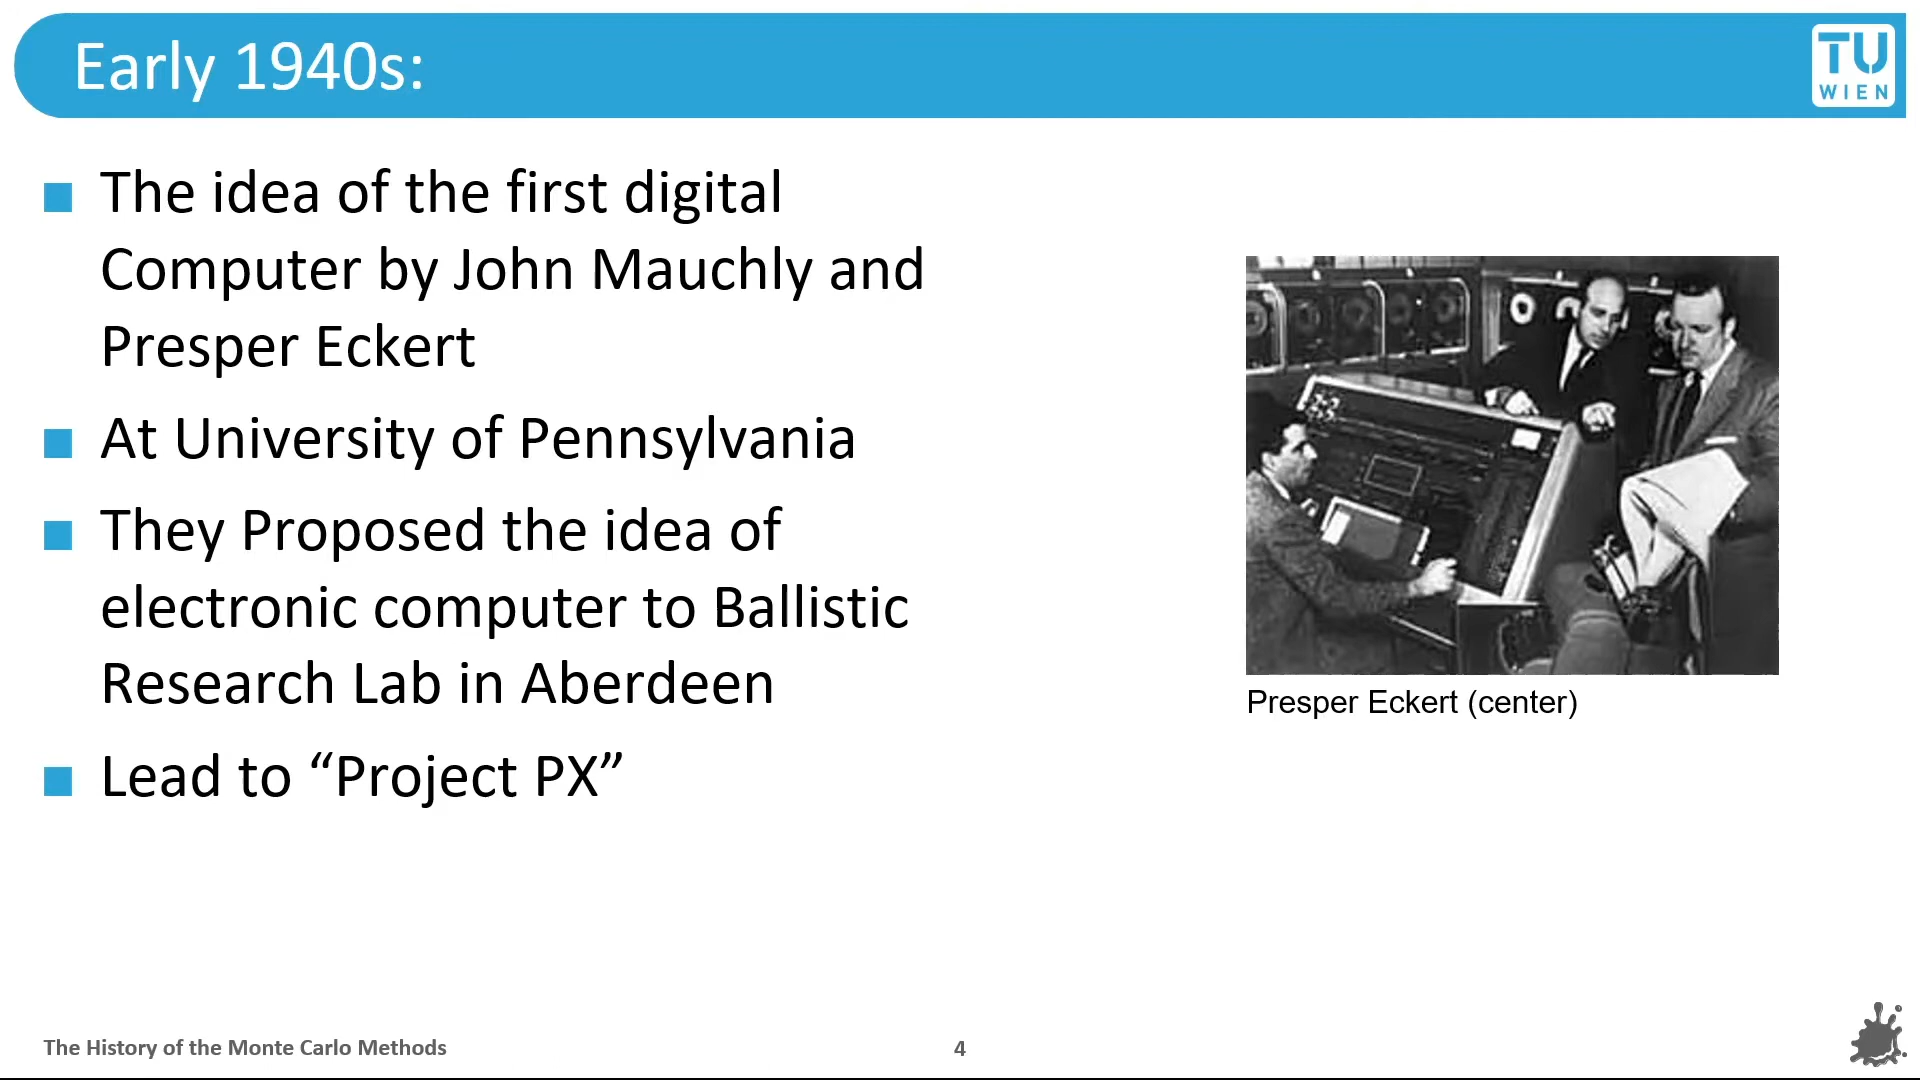 Early 1940s:
TU
WIEN
The idea of the first digital
Computer by John Mauchly and
Presper Eckert
At University of Pennsylvania
They Proposed the idea of
electronic computer to Ballistic
Research Lab in Aberdeen
Lead to “Project PX”
Presper Eckert (center)
The History of the Monte Carlo Methods
4